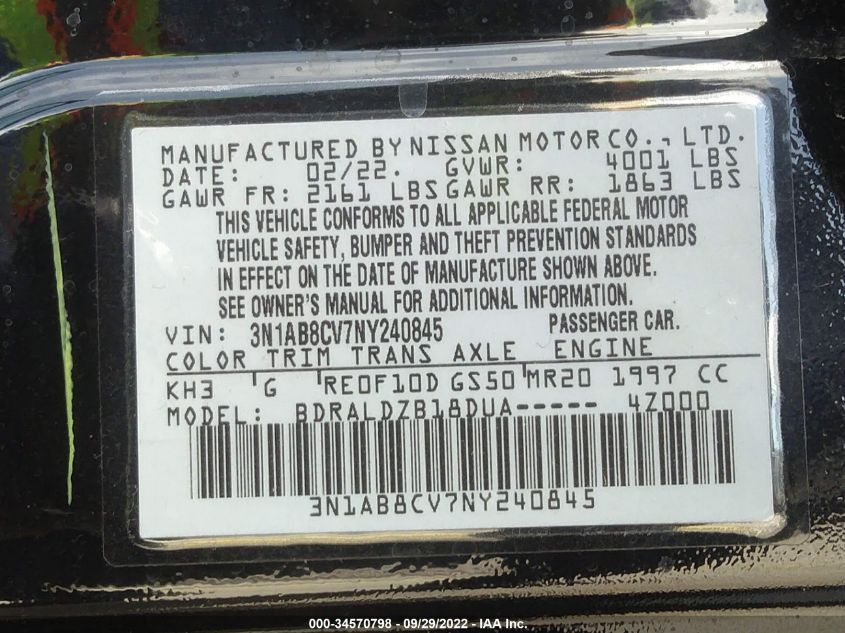 MANUFACTURED BY NISSAN MOTOR CO., LTD.
DATE: 02/22. GVWR: 4001 LBS
GAWR FR: 2161 LBS GAWR RR: 1863 LBS
THIS VEHICLE CONFORMS TO ALL APPLICABLE FEDERAL MOTOR
VEHICLE SAFETY, BUMPER AND THEFT PREVENTION STANDARDS
IN EFFECT ON THE DATE OF MANUFACTURE SHOWN ABOVE.
SEE OWNER'S MANUAL FOR ADDITIONAL INFORMATION.
VIN: 3N1AB8CV7NY240845 PASSENGER CAR.
COLOR TRIM TRANS AXLE ENGINE
KH3 G RE0F10D GS50 MR20 1997 CC
MODEL: BDRALDZB18DUA----- 4Z000
3N1AB8CV7NY240845
000-34570798 - 09/29/2022 - IAA Inc.